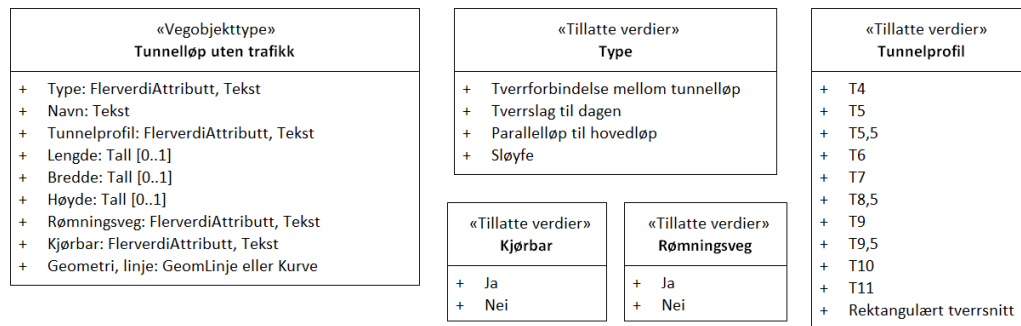 «Vegobjekttype»
Tunnelløp uten trafikk
+ Type: FlerverdiAttributt, Tekst
+ Navn: Tekst
+ Tunnelprofil: FlerverdiAttributt, Tekst
+ Lengde: Tall [0..1]
+ Bredde: Tall [0..1]
+ Høyde: Tall [0..1]
+ Rømningsveg: FlerverdiAttributt, Tekst
+ Kjørbar: FlerverdiAttributt, Tekst
+ Geometri, linje: GeomLinje eller Kurve
«Tillatte verdier»
Type
+ Tverrforbindelse mellom tunnelløp
+ Tverrslag til dagen
+ Parallelløp til hovedløp
+ Sløyfe
«Tillatte verdier»
Kjørbar
+ Ja
+ Nei
«Tillatte verdier»
Rømningsveg
+ Ja
+ Nei
«Tillatte verdier»
Tunnelprofil
+ T4
+ T5
+ T5,5
+ T6
+ T7
+ T8,5
+ T9
+ T9,5
+ T10
+ T11
+ Rektangulært tverrsnitt